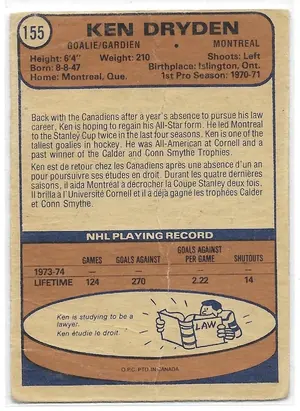 155
KEN DRYDEN
GOALIE/GARDIEN • MONTREAL
Height: 6'4" Weight: 210 Shoots: Left
Born: 8-8-47 Birthplace: Islington, Ont.
Home: Montreal, Que. 1st Pro Season: 1970-71
Back with the Canadiens after a year's absence to pursue his law
career, Ken is hoping to regain his All-Star form. He led Montreal
to the Stanley Cup twice in the last four seasons. Ken is one of the
tallest goalies in hockey. He was All-American at Cornell and a
past winner of the Calder and Conn Smythe Trophies.
Ken est de retour chez les Canadiens après une absence d'un an
pour poursuivre ses études en droit. Durant les quatre dernières
saisons, il aida Montreal a décrocher la Coupe Stanley deux fois.
Il brilla à l'Université Cornell et il a déjà gagné les trophées Calder
et Conn Smythe.
NHL PLAYING RECORD
GAMES GOALS AGAINST GOALS PER AGAINST SHUTOUTS
1973-74 — — — —
LIFETIME 124 270 2.22 14
Ken is studying to be a
lawyer.
Ken étudie le droit.
LAW
O.P.C. PTD. IN CANADA